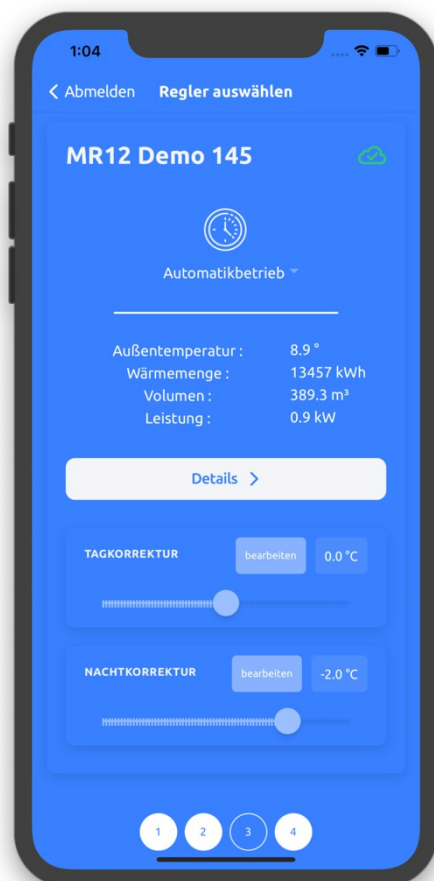 1:04
Abmelden Regler auswählen
MR12 Demo 145
Automatikbetrieb
Außentemperatur : 8.9 °
Wärmemenge : 13457 kWh
Volumen : 389.3 m³
Leistung : 0.9 kW
Details
TAGKORREKTUR bearbeiten 0.0 °C
NACHTKORREKTUR bearbeiten -2.0 °C
1 2 3 4